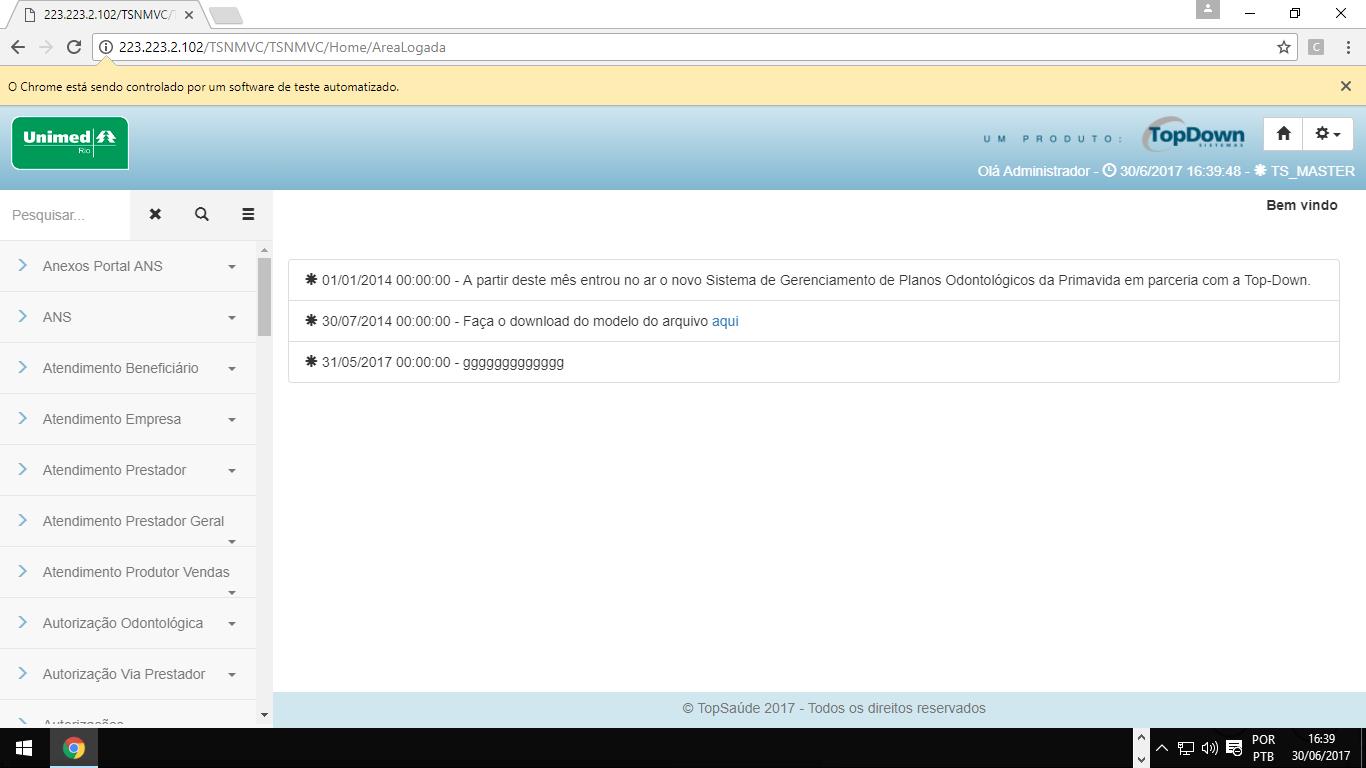 223.223.2.102/TSNMVC/
223.223.2.102/TSNMVC/TSNMVC/Home/AreaLogada
C
O Chrome está sendo controlado por um software de teste automatizado.
Unimed
Rio
UM PRODUTO:
TopDown
SISTEMAS
Olá Administrador - 30/6/2017 16:39:48 - TS_MASTER
Pesquisar...
Bem vindo
Anexos Portal ANS
ANS
Atendimento Beneficiário
Atendimento Empresa
Atendimento Prestador
Atendimento Prestador Geral
Atendimento Produtor Vendas
Autorização Odontológica
Autorização Via Prestador
Autorizações
01/01/2014 00:00:00 - A partir deste mês entrou no ar o novo Sistema de Gerenciamento de Planos Odontológicos da Primavida em parceria com a Top-Down.
30/07/2014 00:00:00 - Faça o download do modelo do arquivo aqui
31/05/2017 00:00:00 - ggggggggggggg
© TopSaúde 2017 - Todos os direitos reservados
POR
PTB
16:39
30/06/2017